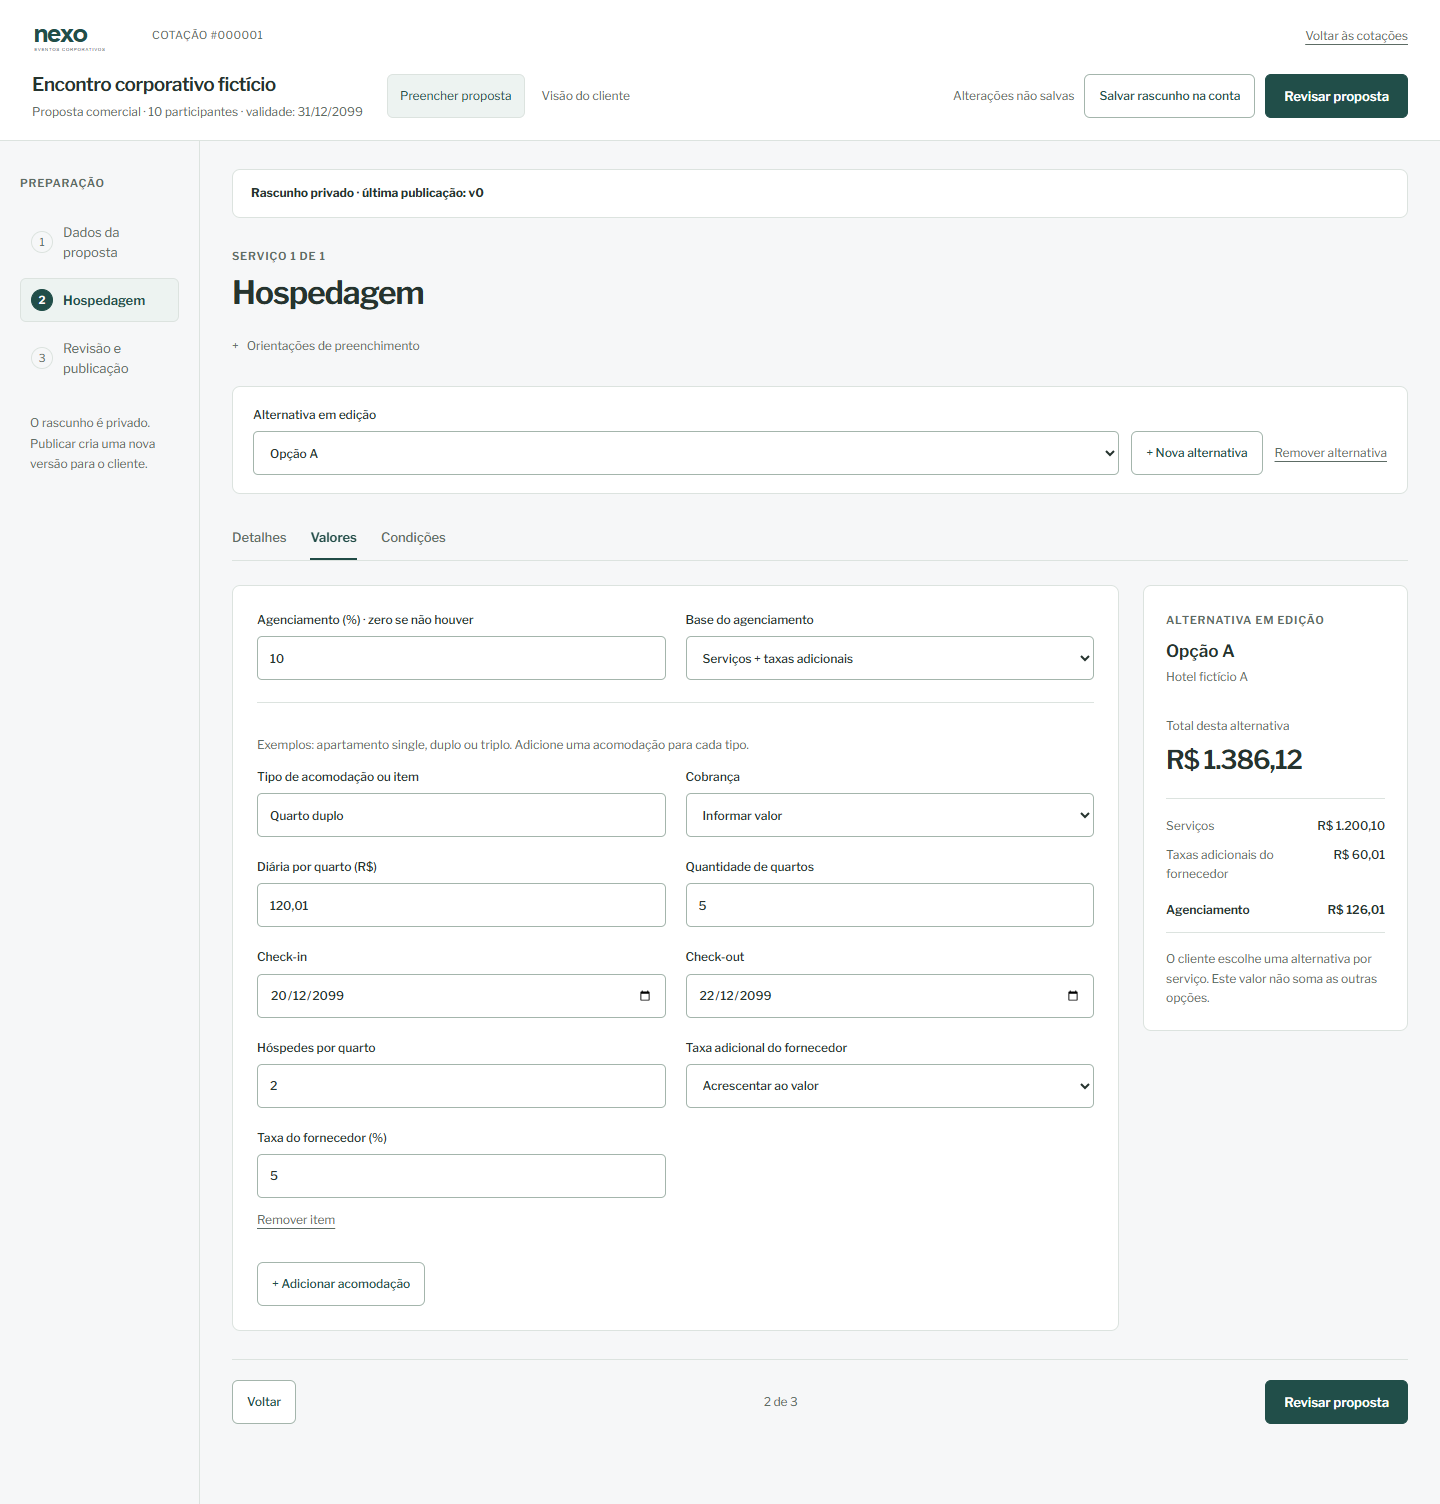 nexo
EVENTOS CORPORATIVOS
COTAÇÃO #000001
Voltar às cotações
Encontro corporativo fictício
Proposta comercial · 10 participantes · validade: 31/12/2099
Preencher proposta
Visão do cliente
Alterações não salvas
Salvar rascunho na conta
Revisar proposta
PREPARAÇÃO
1
Dados da
proposta
2
Hospedagem
3
Revisão e
publicação
O rascunho é privado.
Publicar cria uma nova
versão para o cliente.
Rascunho privado · última publicação: v0
SERVIÇO 1 DE 1
Hospedagem
+ Orientações de preenchimento
Alternativa em edição
Opção A
+ Nova alternativa
Remover alternativa
Detalhes
Valores
Condições
Agenciamento (%) · zero se não houver
10
Base do agenciamento
Serviços + taxas adicionais
Exemplos: apartamento single, duplo ou triplo. Adicione uma acomodação para cada tipo.
Tipo de acomodação ou item
Quarto duplo
Cobrança
Informar valor
Diária por quarto (R$)
120,01
Quantidade de quartos
5
Check-in
20/12/2099
Check-out
22/12/2099
Hóspedes por quarto
2
Taxa adicional do fornecedor
Acrescentar ao valor
Taxa do fornecedor (%)
5
Remover item
+ Adicionar acomodação
ALTERNATIVA EM EDIÇÃO
Opção A
Hotel fictício A
Total desta alternativa
R$ 1.386,12
Serviços R$ 1.200,10
Taxas adicionais do R$ 60,01
fornecedor
Agenciamento R$ 126,01
O cliente escolhe uma alternativa por
serviço. Este valor não soma as outras
opções.
Voltar
2 de 3
Revisar proposta